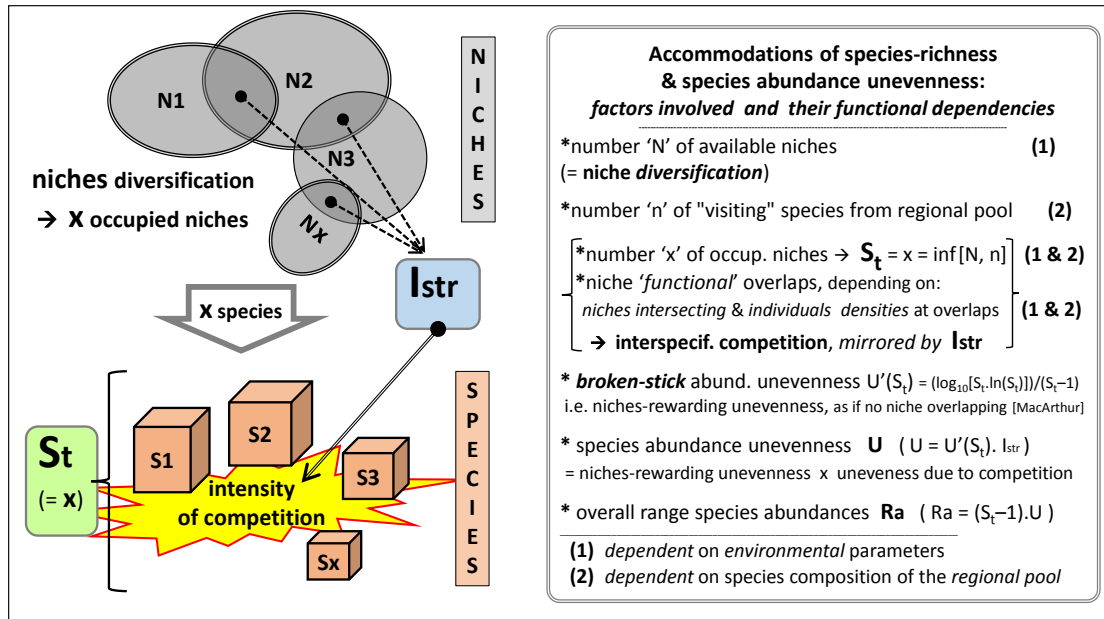 N1
N2
N3
Nx
NICHES
niches diversification
→ x occupied niches
Istr
x species
St
(= x)
S1
S2
S3
Sx
intensity
of competition
SPECIES
Accommodations of species-richness
& species abundance unevenness:
factors involved and their functional dependencies
*number ‘N’ of available niches (1)
(= niche diversification)
*number ‘n’ of "visiting" species from regional pool (2)
*number ‘x’ of occup. niches → St = x = inf[N, n] (1 & 2)
*niche ‘functional’ overlaps, depending on:
niches intersecting & individuals densities at overlaps (1 & 2)
→ interspecif. competition, mirrored by Istr
* broken-stick abund. unevenness U’(St) = (log10[St.ln(St)])/(St–1)
i.e. niches-rewarding unevenness, as if no niche overlapping [MacArthur]
* species abundance unevenness U ( U = U’(St). Istr )
= niches-rewarding unevenness x uneveness due to competition
* overall range species abundances Ra ( Ra = (St–1).U )
(1) dependent on environmental parameters
(2) dependent on species composition of the regional pool